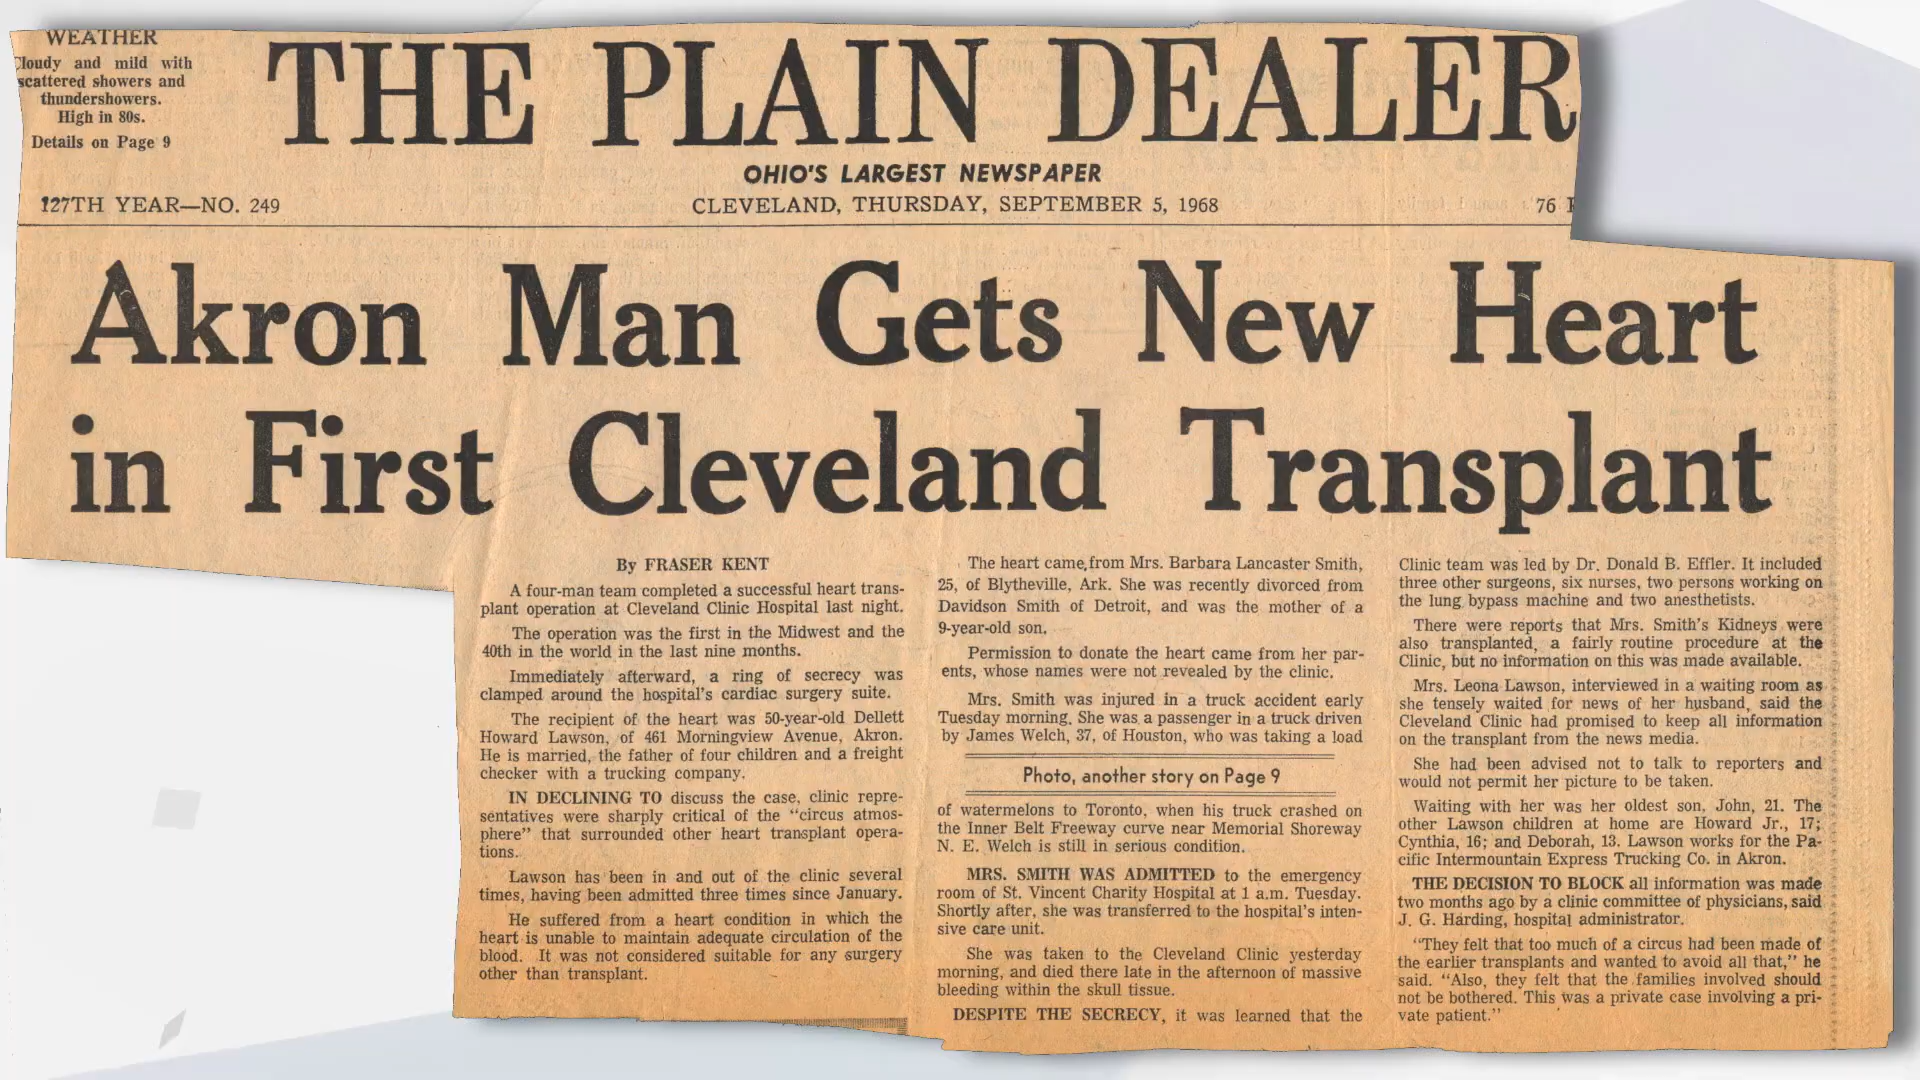 WEATHER
Cloudy and mild with
scattered showers and
thundershowers.
High in 80s.
Details on Page 9
THE PLAIN DEALER
OHIO'S LARGEST NEWSPAPER
127TH YEAR—NO. 249
CLEVELAND, THURSDAY, SEPTEMBER 5, 1968
76
Akron Man Gets New Heart
in First Cleveland Transplant
By FRASER KENT
A four-man team completed a successful heart trans-
plant operation at Cleveland Clinic Hospital last night.
The operation was the first in the Midwest and the
40th in the world in the last nine months.
Immediately afterward, a ring of secrecy was
clamped around the hospital's cardiac surgery suite.
The recipient of the heart was 50-year-old Dellett
Howard Lawson, of 461 Morningview Avenue, Akron.
He is married, the father of four children and a freight
checker with a trucking company.
IN DECLINING TO discuss the case, clinic repre-
sentatives were sharply critical of the "circus atmos-
phere" that surrounded other heart transplant opera-
tions.
Lawson has been in and out of the clinic several
times, having been admitted three times since January.
He suffered from a heart condition in which the
heart is unable to maintain adequate circulation of the
blood. It was not considered suitable for any surgery
other than transplant.
The heart came from Mrs. Barbara Lancaster Smith,
25, of Blytheville, Ark. She was recently divorced from
Davidson Smith of Detroit, and was the mother of a
9-year-old son.
Permission to donate the heart came from her par-
ents, whose names were not revealed by the clinic.
Mrs. Smith was injured in a truck accident early
Tuesday morning. She was a passenger in a truck driven
by James Welch, 37, of Houston, who was taking a load
Photo, another story on Page 9
of watermelons to Toronto, when his truck crashed on
the Inner Belt Freeway curve near Memorial Shoreway
N. E. Welch is still in serious condition.
MRS. SMITH WAS ADMITTED to the emergency
room of St. Vincent Charity Hospital at 1 a.m. Tuesday.
Shortly after, she was transferred to the hospital's inten-
sive care unit.
She was taken to the Cleveland Clinic yesterday
morning, and died there late in the afternoon of massive
bleeding within the skull tissue.
DESPITE THE SECRECY, it was learned that the
Clinic team was led by Dr. Donald B. Effler. It included
three other surgeons, six nurses, two persons working on
the lung bypass machine and two anesthetists.
There were reports that Mrs. Smith's Kidneys were
also transplanted, a fairly routine procedure at the
Clinic, but no information on this was made available.
Mrs. Leona Lawson, interviewed in a waiting room as
she tensely waited for news of her husband, said the
Cleveland Clinic had promised to keep all information
on the transplant from the news media.
She had been advised not to talk to reporters and
would not permit her picture to be taken.
Waiting with her was her oldest son, John, 21. The
other Lawson children at home are Howard Jr., 17;
Cynthia, 16; and Deborah, 13. Lawson works for the Pa-
cific Intermountain Express Trucking Co. in Akron.
THE DECISION TO BLOCK all information was made
two months ago by a clinic committee of physicians, said
J. G. Harding, hospital administrator.
"They felt that too much of a circus had been made of
the earlier transplants and wanted to avoid all that," he
said. "Also, they felt that the families involved should
not be bothered. This was a private case involving a pri-
vate patient."